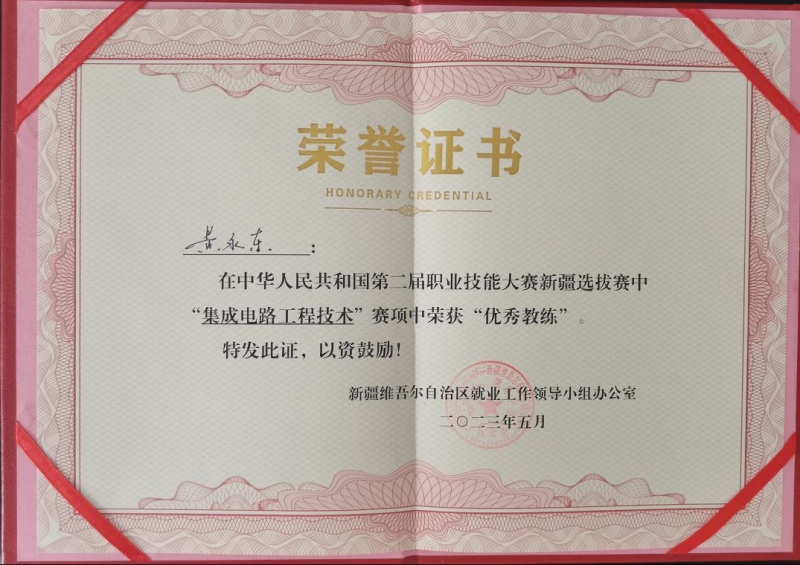 荣誉证书
HONORARY CREDENTIAL
永东:
在中华人民共和国第二届职业技能大赛新疆选拔赛中
“集成电路工程技术”赛项中荣获“优秀教练”。
特发此证，以资鼓励!
新疆维吾尔自治区就业工作领导小组办公室
二〇二三年五月